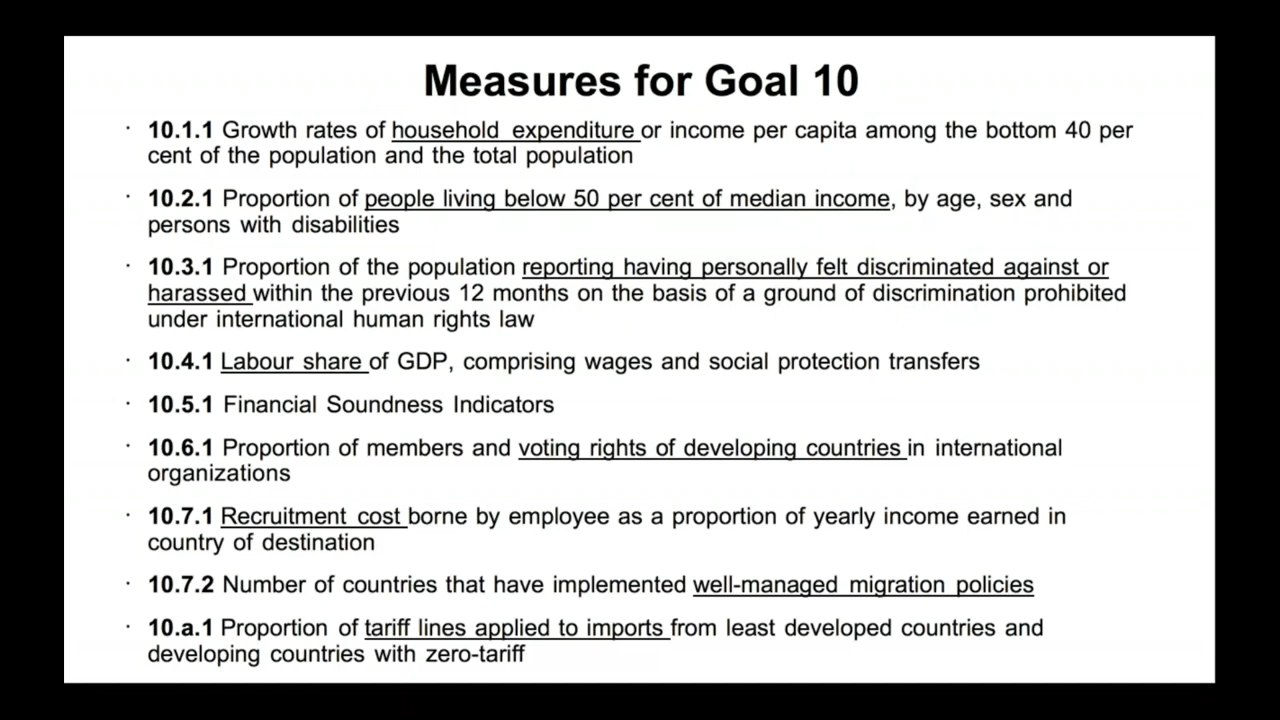 Measures for Goal 10
· 10.1.1 Growth rates of household expenditure or income per capita among the bottom 40 per
cent of the population and the total population
· 10.2.1 Proportion of people living below 50 per cent of median income, by age, sex and
persons with disabilities
· 10.3.1 Proportion of the population reporting having personally felt discriminated against or
harassed within the previous 12 months on the basis of a ground of discrimination prohibited
under international human rights law
· 10.4.1 Labour share of GDP, comprising wages and social protection transfers
· 10.5.1 Financial Soundness Indicators
· 10.6.1 Proportion of members and voting rights of developing countries in international
organizations
· 10.7.1 Recruitment cost borne by employee as a proportion of yearly income earned in
country of destination
· 10.7.2 Number of countries that have implemented well-managed migration policies
· 10.a.1 Proportion of tariff lines applied to imports from least developed countries and
developing countries with zero-tariff